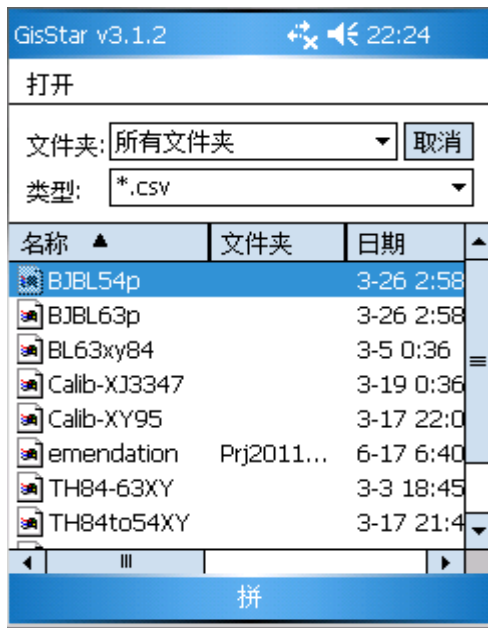 GisStar v3.1.2 22:24
打开
文件夹: 所有文件夹 取消
类型: *.csv
名称 文件夹 日期
BJBL54p 3-26 2:58
BJBL63p 3-26 2:58
BL63xy84 3-5 0:36
Calib-XJ3347 3-19 0:36
Calib-XY95 3-17 22:0
emendation Prj2011... 6-17 6:40
TH84-63XY 3-3 18:45
TH84to54XY 3-17 21:4
拼